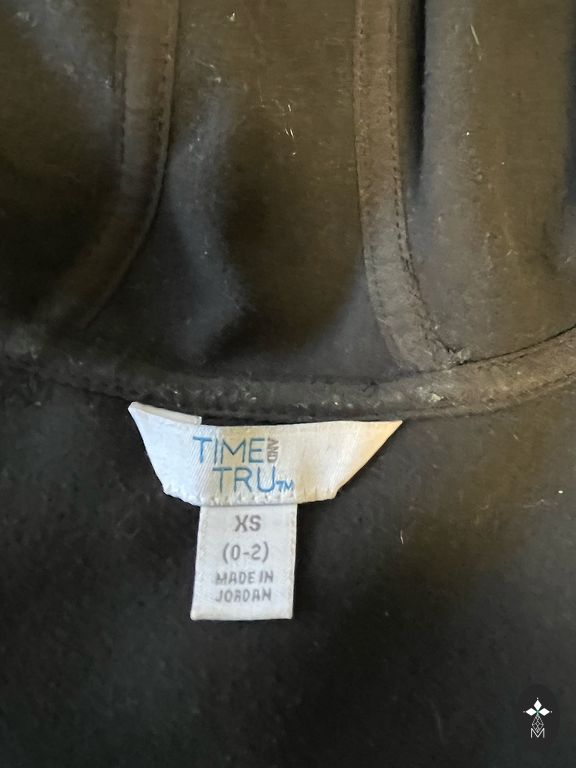 TIME AND
TRU™
XS
(0-2)
MADE IN
JORDAN
M